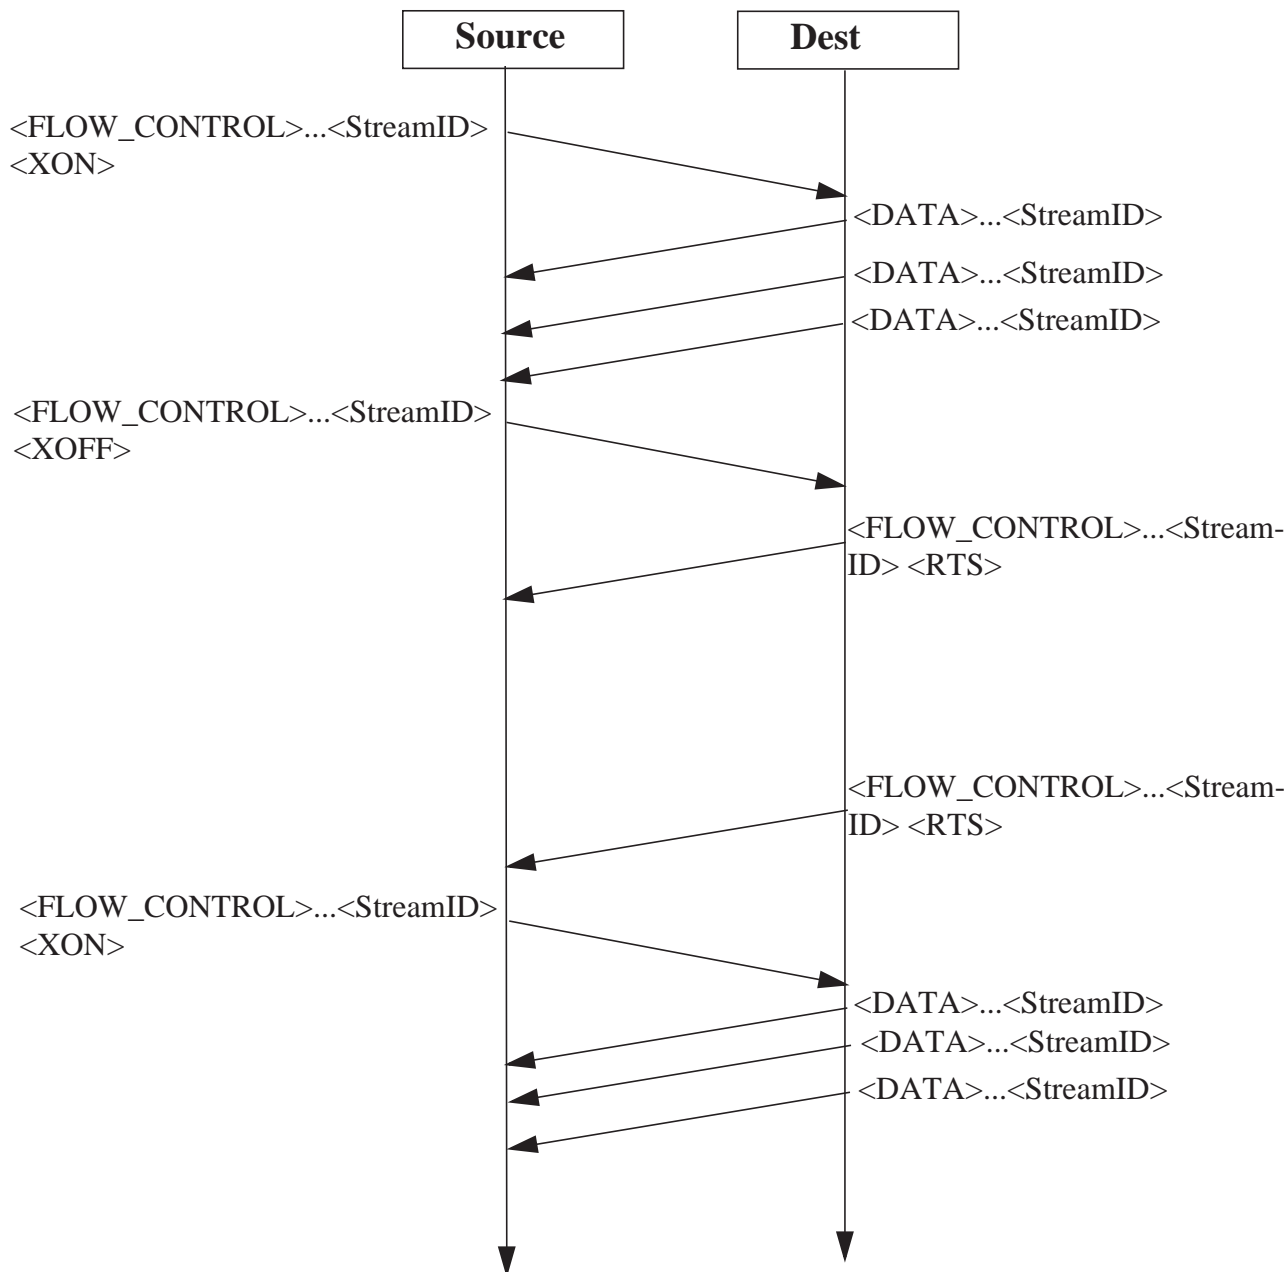 Source
Dest
<FLOW_CONTROL>...<StreamID>
<XON>
<DATA>...<StreamID>
<DATA>...<StreamID>
<DATA>...<StreamID>
<FLOW_CONTROL>...<StreamID>
<XOFF>
<FLOW_CONTROL>...<Stream-
ID> <RTS>
<FLOW_CONTROL>...<Stream-
ID> <RTS>
<FLOW_CONTROL>...<StreamID>
<XON>
<DATA>...<StreamID>
<DATA>...<StreamID>
<DATA>...<StreamID>